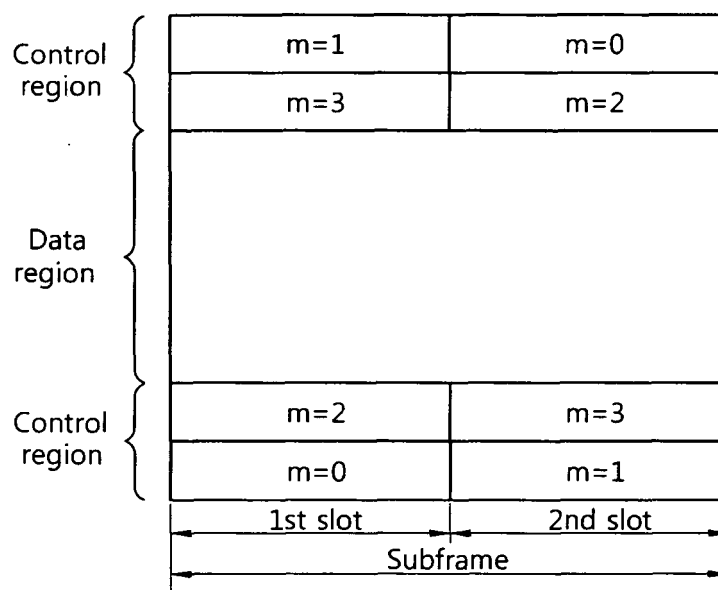 Control
region
m=1
m=0
m=3
m=2
Data
region
Control
region
m=2
m=3
m=0
m=1
1st slot
2nd slot
Subframe